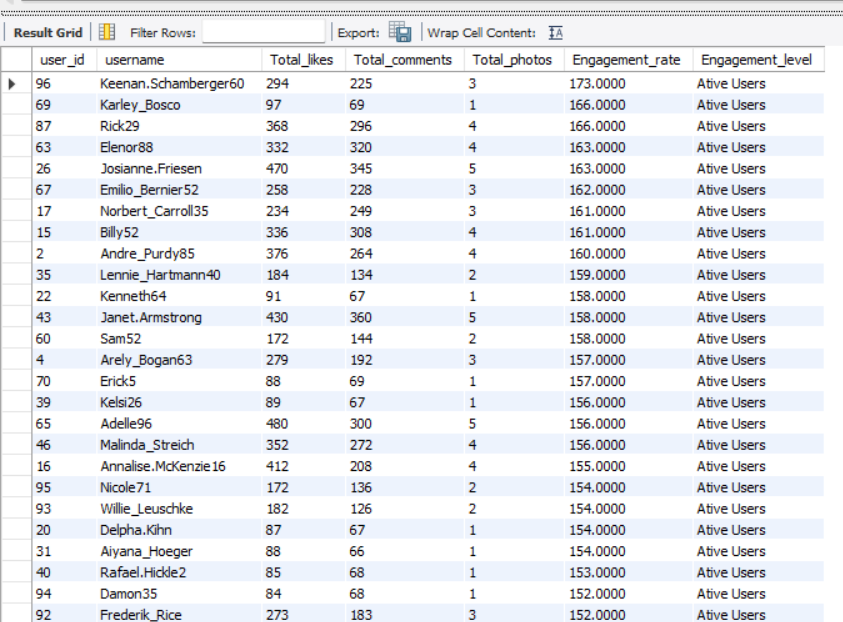 Result Grid Filter Rows: Export: Wrap Cell Content: IA
user_id username Total_likes Total_comments Total_photos Engagement_rate Engagement_level
96 Keenan.Schamberger60 294 225 3 173.0000 Ative Users
69 Karley_Bosco 97 69 1 166.0000 Ative Users
87 Rick29 368 296 4 166.0000 Ative Users
63 Elenor88 332 320 4 163.0000 Ative Users
26 Josianne.Friesen 470 345 5 163.0000 Ative Users
67 Emilio_Bernier52 258 228 3 162.0000 Ative Users
17 Norbert_Carroll35 234 249 3 161.0000 Ative Users
15 Billy52 336 308 4 161.0000 Ative Users
2 Andre_Purdy85 376 264 4 160.0000 Ative Users
35 Lennie_Hartmann40 184 134 2 159.0000 Ative Users
22 Kenneth64 91 67 1 158.0000 Ative Users
43 Janet.Armstrong 430 360 5 158.0000 Ative Users
60 Sam52 172 144 2 158.0000 Ative Users
4 Arely_Bogan63 279 192 3 157.0000 Ative Users
70 Erick5 88 69 1 157.0000 Ative Users
39 Kelsi26 89 67 1 156.0000 Ative Users
65 Adelle96 480 300 5 156.0000 Ative Users
46 Malinda_Streich 352 272 4 156.0000 Ative Users
16 Annalise.McKenzie16 412 208 4 155.0000 Ative Users
95 Nicole71 172 136 2 154.0000 Ative Users
93 Willie_Leuschke 182 126 2 154.0000 Ative Users
20 Delpha.Kihn 87 67 1 154.0000 Ative Users
31 Aiyana_Hoeger 88 66 1 154.0000 Ative Users
40 Rafael.Hickle2 85 68 1 153.0000 Ative Users
94 Damon35 84 68 1 152.0000 Ative Users
92 Frederik_Rice 273 183 3 152.0000 Ative Users